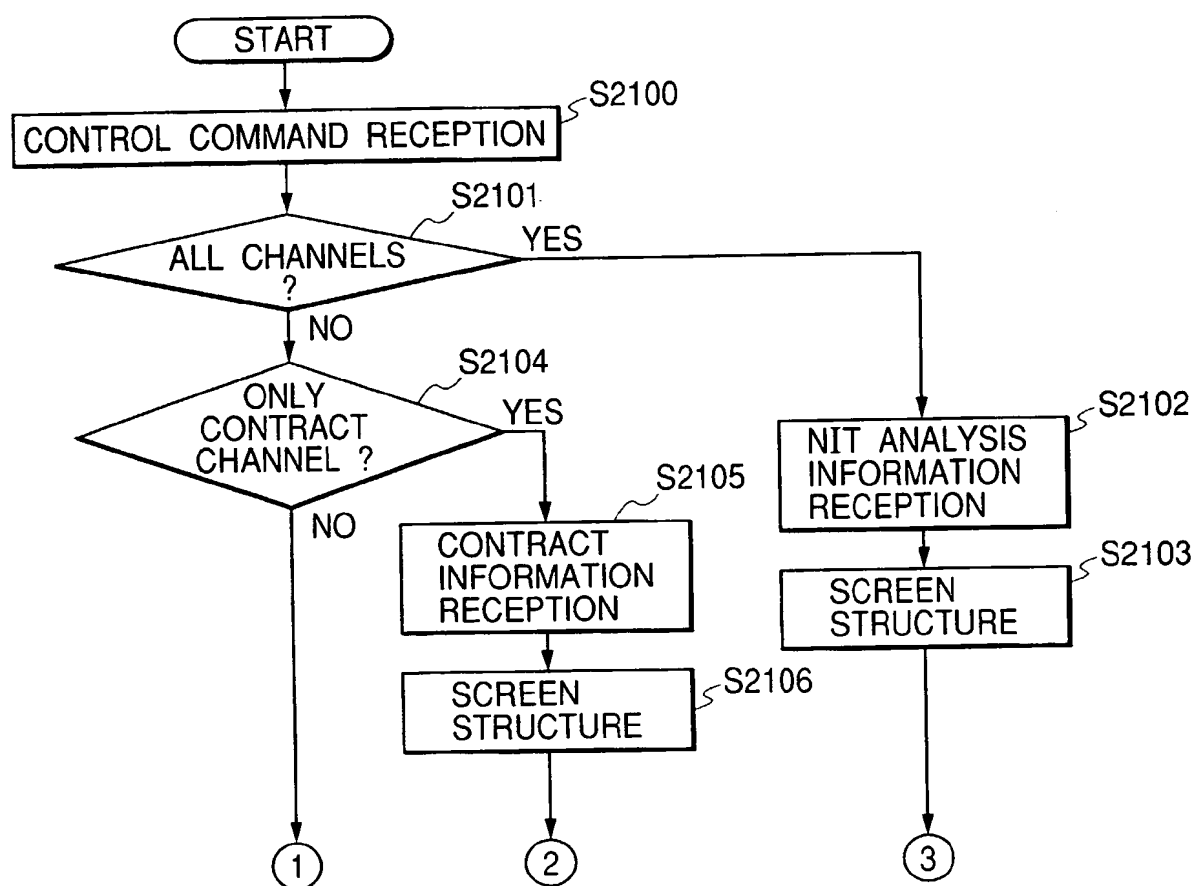 START
S2100
CONTROL COMMAND RECEPTION
S2101
ALL CHANNELS
?
YES
NO
S2104
ONLY
CONTRACT
CHANNEL ?
YES
NO
S2102
NIT ANALYSIS
INFORMATION
RECEPTION
S2105
CONTRACT
INFORMATION
RECEPTION
S2103
SCREEN
STRUCTURE
S2106
SCREEN
STRUCTURE
1
2
3